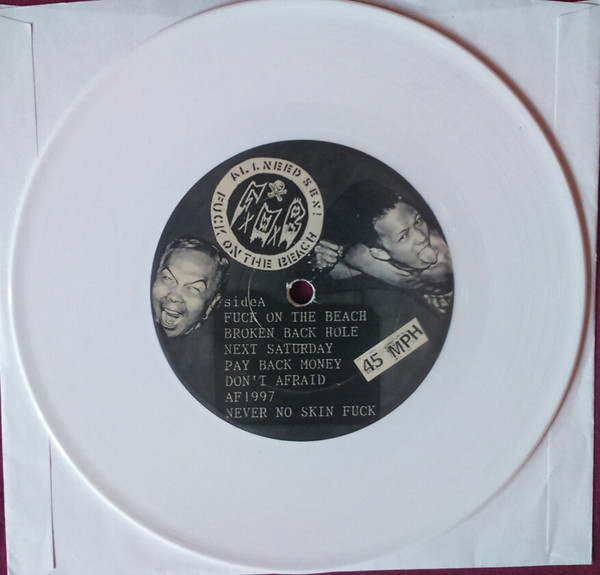 ALL NEED SEX!
FUCK ON THE BEACH
sideA
FUCK ON THE BEACH
BROKEN BACK HOLE
NEXT SATURDAY
PAY BACK MONEY
DON'T AFRAID
AF1997
NEVER NO SKIN FUCK
45 MPH